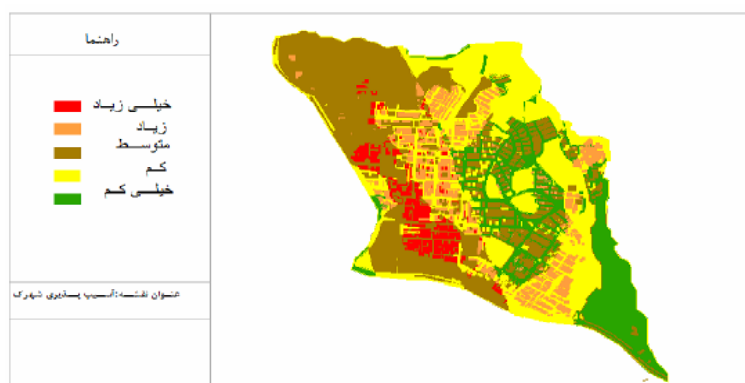 راهنما
خیلی زیاد
زیاد
متوسط
کم
خیلی کم
عنوان نقشه:آسیب پذیری شهرک